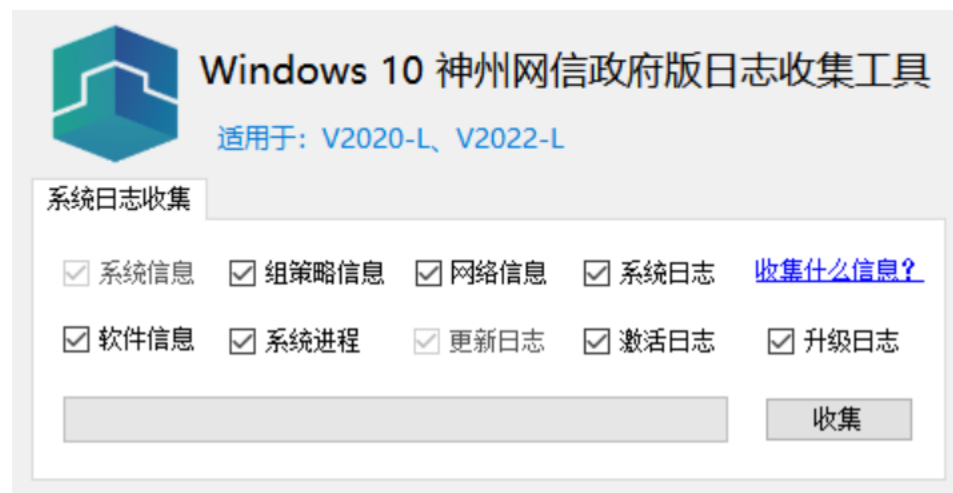 Windows 10 神州网信政府版日志收集工具
适用于：V2020-L、V2022-L
系统日志收集
系统信息 组策略信息 网络信息 系统日志 收集什么信息？
软件信息 系统进程 更新日志 激活日志 升级日志
收集